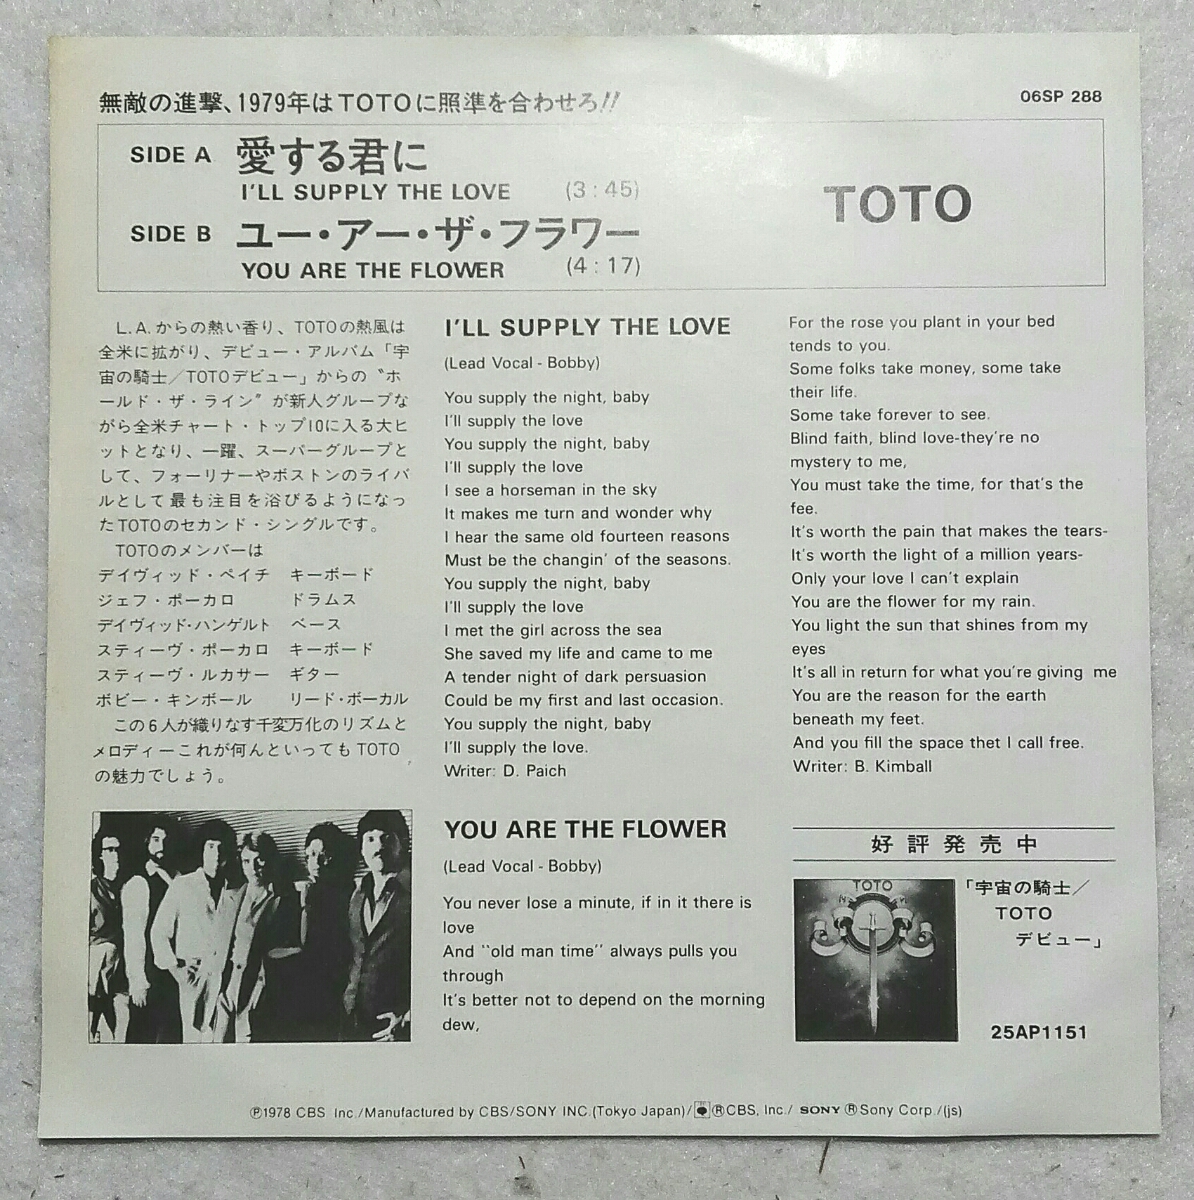 無敵の進撃、1979年はTOTOに照準を合わせろ!!
06SP 288
SIDE A 愛する君に
I'LL SUPPLY THE LOVE (3:45)
SIDE B ユー・アー・ザ・フラワー
YOU ARE THE FLOWER (4:17)
TOTO
L.A.からの熱い香り、TOTOの熱風は
全米に拡がり、デビュー・アルバム「宇
宙の騎士／TOTOデビュー」からの〝ホ
ールド・ザ・ライン〞が新人グループな
がら全米チャート・トップ10に入る大ヒ
ットとなり、一躍、スーパーグループと
して、フォーリナーやボストンのライバ
ルとして最も注目を浴びるようになっ
たTOTOのセカンド・シングルです。
TOTOのメンバーは
デイヴィッド・ペイチ キーボード
ジェフ・ポーカロ ドラムス
デイヴィッド・ハンゲルト ベース
スティーヴ・ポーカロ キーボード
スティーヴ・ルカサー ギター
ボビー・キンボール リード・ボーカル
この6人が織りなす千変万化のリズムと
メロディーこれが何んといってもTOTO
の魅力でしょう。
I'LL SUPPLY THE LOVE
(Lead Vocal - Bobby)
You supply the night, baby
I'll supply the love
You supply the night, baby
I'll supply the love
I see a horseman in the sky
It makes me turn and wonder why
I hear the same old fourteen reasons
Must be the changin' of the seasons.
You supply the night, baby
I'll supply the love
I met the girl across the sea
She saved my life and came to me
A tender night of dark persuasion
Could be my first and last occasion.
You supply the night, baby
I'll supply the love.
Writer: D. Paich
YOU ARE THE FLOWER
(Lead Vocal - Bobby)
You never lose a minute, if in it there is
love
And "old man time" always pulls you
through
It's better not to depend on the morning
dew,
For the rose you plant in your bed
tends to you.
Some folks take money, some take
their life.
Some take forever to see.
Blind faith, blind love-they're no
mystery to me,
You must take the time, for that's the
fee.
It's worth the pain that makes the tears-
It's worth the light of a million years-
Only your love I can't explain
You are the flower for my rain.
You light the sun that shines from my
eyes
It's all in return for what you're giving me
You are the reason for the earth
beneath my feet.
And you fill the space thet I call free.
Writer: B. Kimball
好評発売中
TOTO
「宇宙の騎士／
TOTO
デビュー」
25AP1151
Ⓟ1978 CBS Inc./Manufactured by CBS/SONY INC.(Tokyo Japan)/ ®CBS, Inc./ SONY ®Sony Corp./(js)